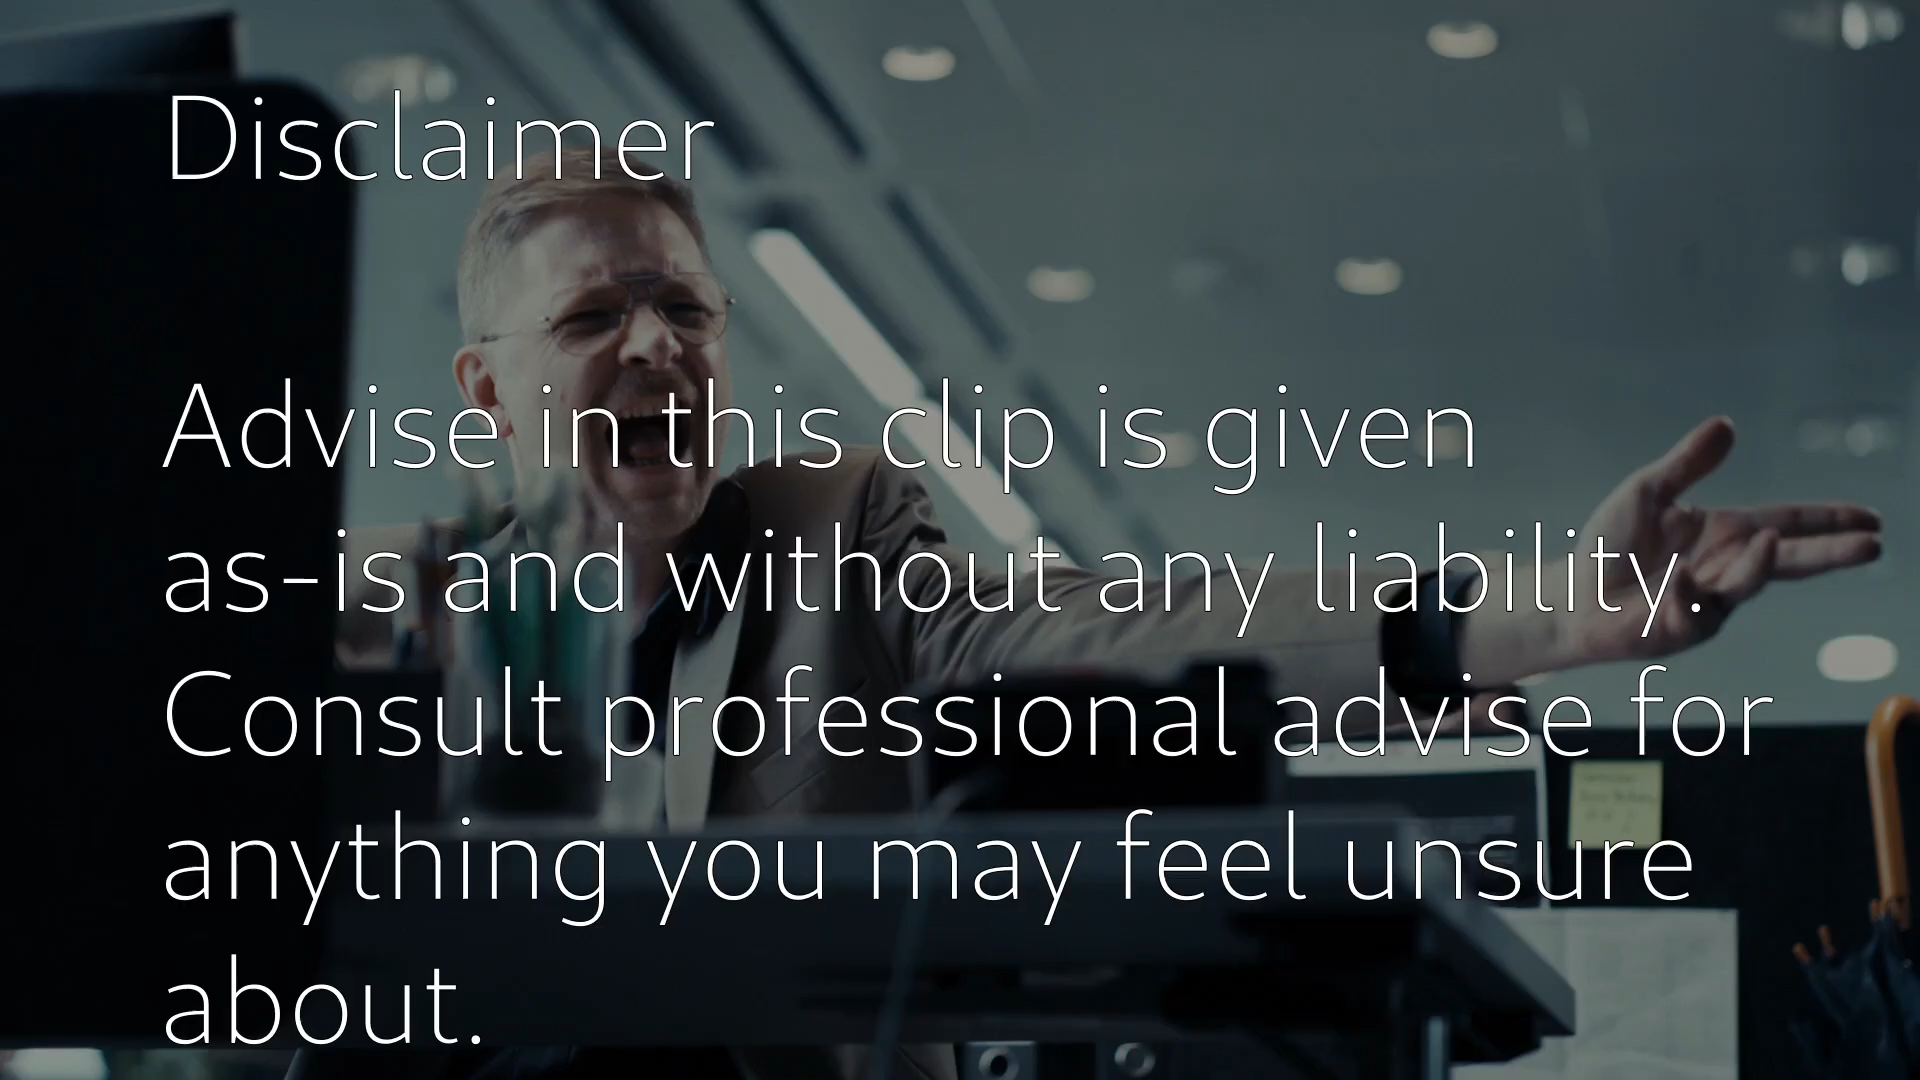 Disclaimer
Advise in this clip is given
as-is and without any liability.
Consult professional advise for
anything you may feel unsure
about.